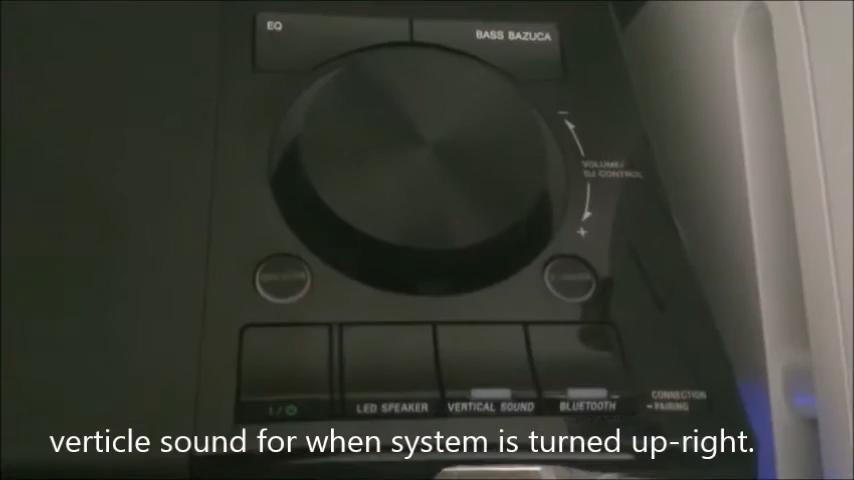 EQ
BASS BAZUCA
−
VOLUME/
DJ CONTROL
+
LED SPEAKER
VERTICAL SOUND
BLUETOOTH
CONNECTION
PAIRING
verticle sound for when system is turned up-right.